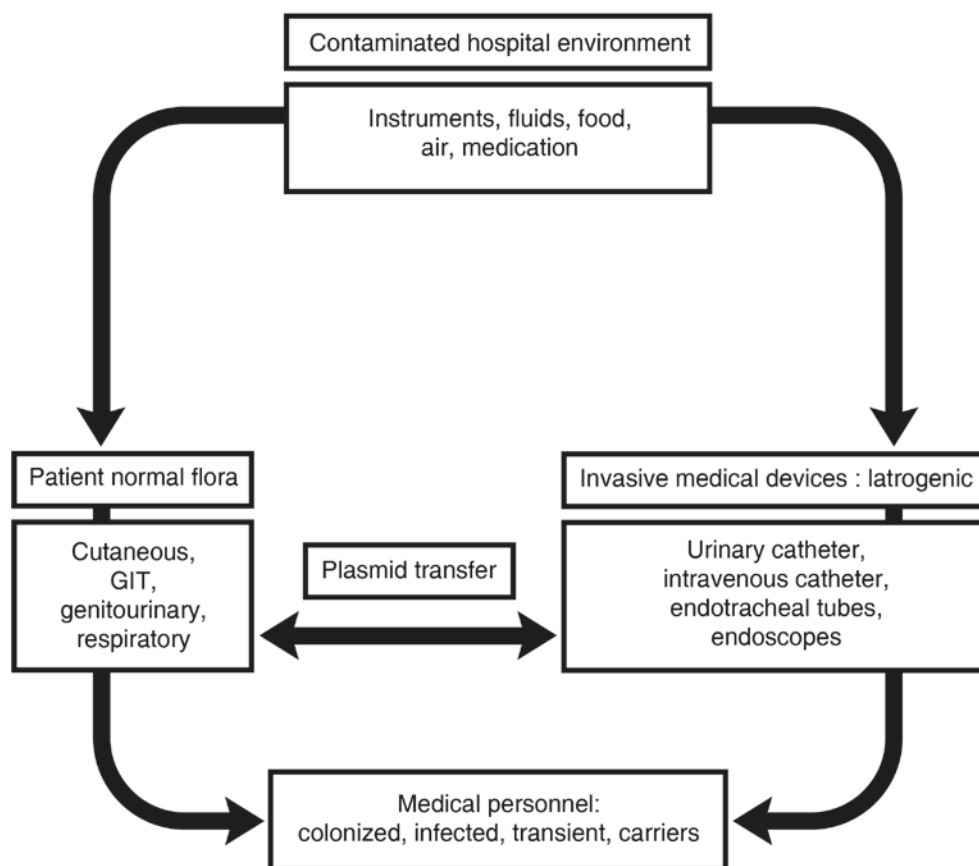 Contaminated hospital environment
Instruments, fluids, food,
air, medication
Patient normal flora
Cutaneous,
GIT,
genitourinary,
respiratory
Plasmid transfer
Invasive medical devices : Iatrogenic
Urinary catheter,
intravenous catheter,
endotracheal tubes,
endoscopes
Medical personnel:
colonized, infected, transient, carriers